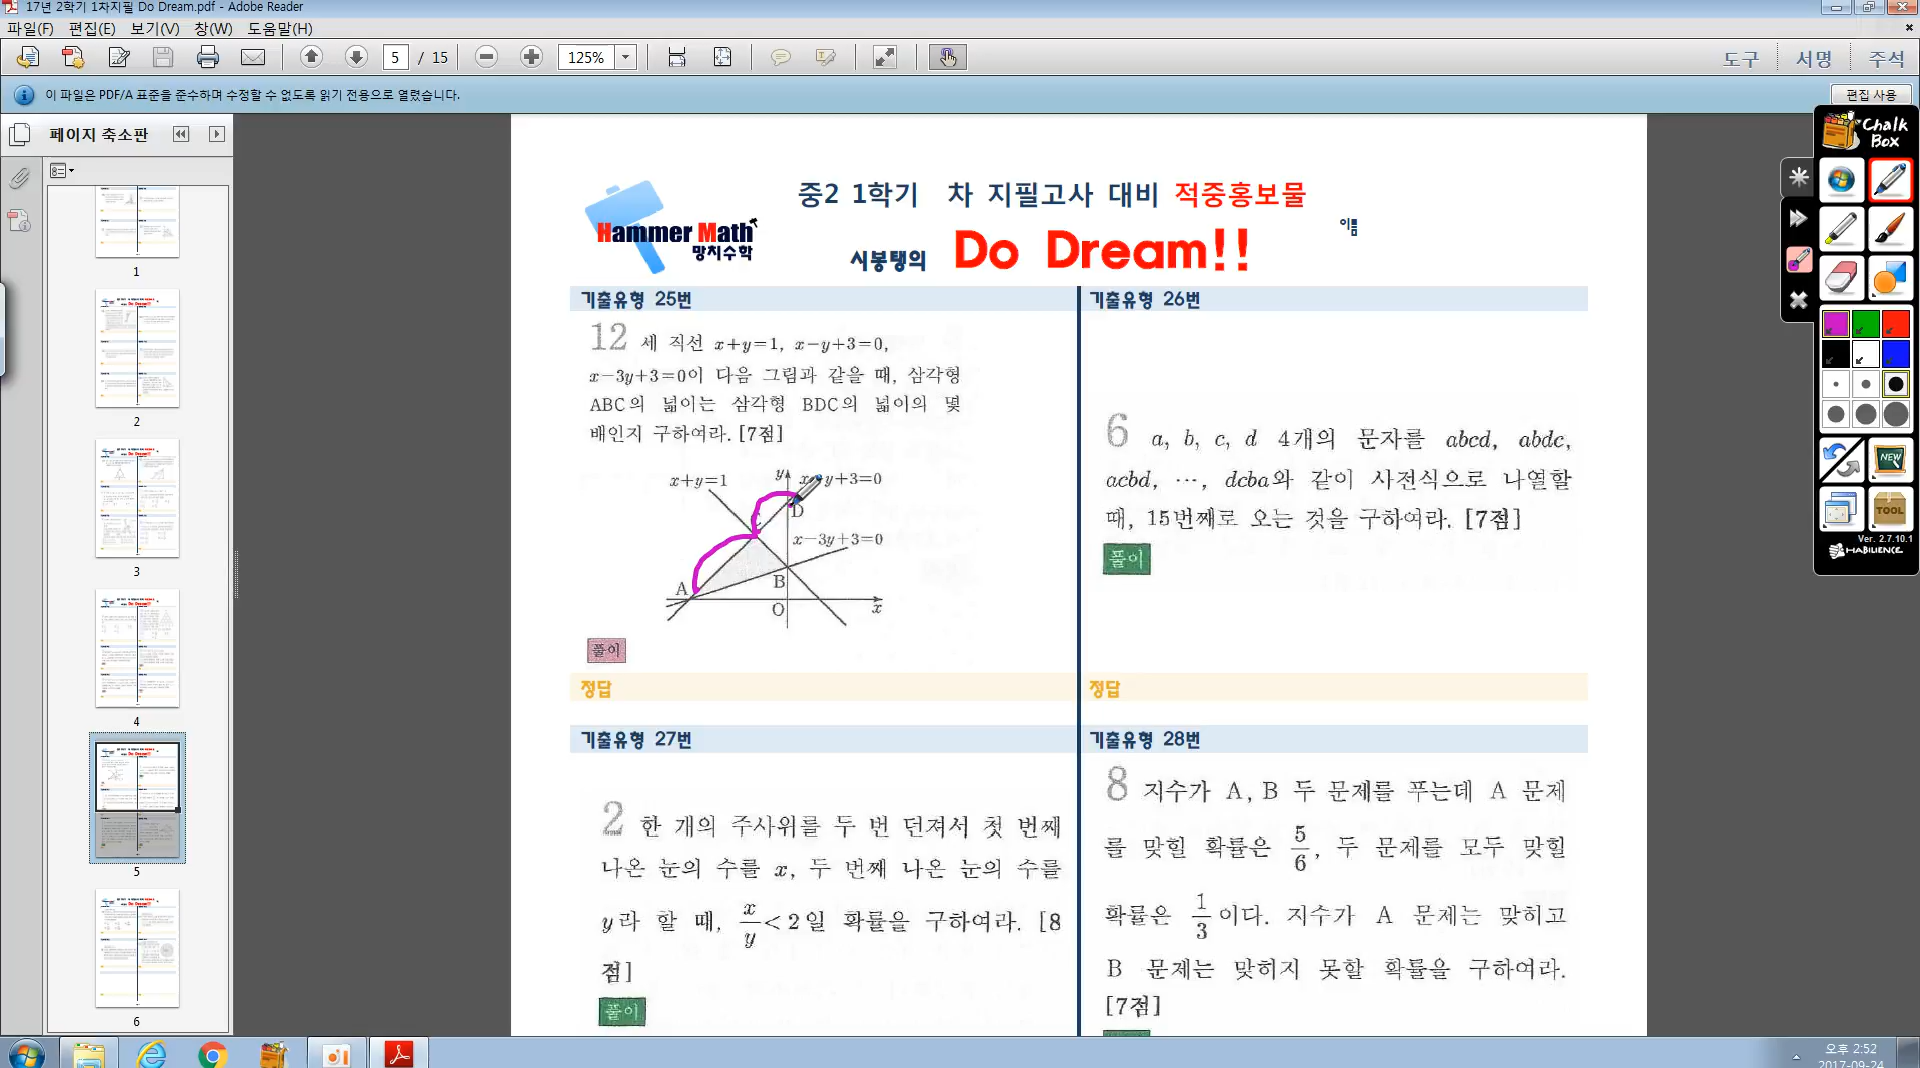 17년 2학기 1차지필 Do Dream.pdf - Adobe Reader
파일(F) 편집(E) 보기(V) 창(W) 도움말(H)
5 / 15 125% 도구 서명 주석
이 파일은 PDF/A 표준을 준수하며 수정할 수 없도록 읽기 전용으로 열렸습니다.
편집 사용
페이지 축소판
1
2
3
4
5
6
Hammer Math
망치수학
중2 1학기 차 지필고사 대비 적중홍보물
시봉탱의 Do Dream!!
이름
기출유형 25번
12 세 직선 x+y=1, x-y+3=0,
x-3y+3=0이 다음 그림과 같을 때, 삼각형
ABC의 넓이는 삼각형 BDC의 넓이의 몇
배인지 구하여라. [7점]
x+y=1
y
y+3=0
D
x-3y+3=0
A
B
O
x
풀이
정답
기출유형 26번
6 a, b, c, d 4개의 문자를 abcd, abdc,
acbd, ⋯, dcba와 같이 사전식으로 나열할
때, 15번째로 오는 것을 구하여라. [7점]
풀이
정답
기출유형 27번
2 한 개의 주사위를 두 번 던져서 첫 번째
나온 눈의 수를 x, 두 번째 나온 눈의 수를
y라 할 때, x/y<2일 확률을 구하여라. [8
점]
풀이
기출유형 28번
8 지수가 A, B 두 문제를 푸는데 A 문제
를 맞힐 확률은 5/6, 두 문제를 모두 맞힐
확률은 1/3이다. 지수가 A 문제는 맞히고
B 문제는 맞히지 못할 확률을 구하여라.
[7점]
Chalk
Box
NEW
TOOL
Ver. 2.7.10.1
HABILIENCE
오후 2:52
2017-09-24